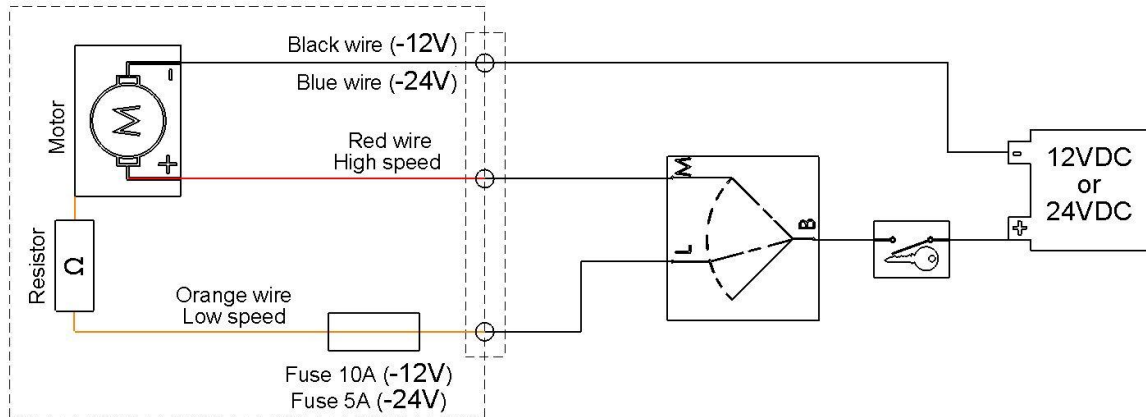 Black wire (-12V)
Blue wire (-24V)
Motor
M
-
+
Red wire
High speed
Resistor
Ω
Orange wire
Low speed
Fuse 10A (-12V)
Fuse 5A (-24V)
M
L
B
-
+
12VDC
or
24VDC